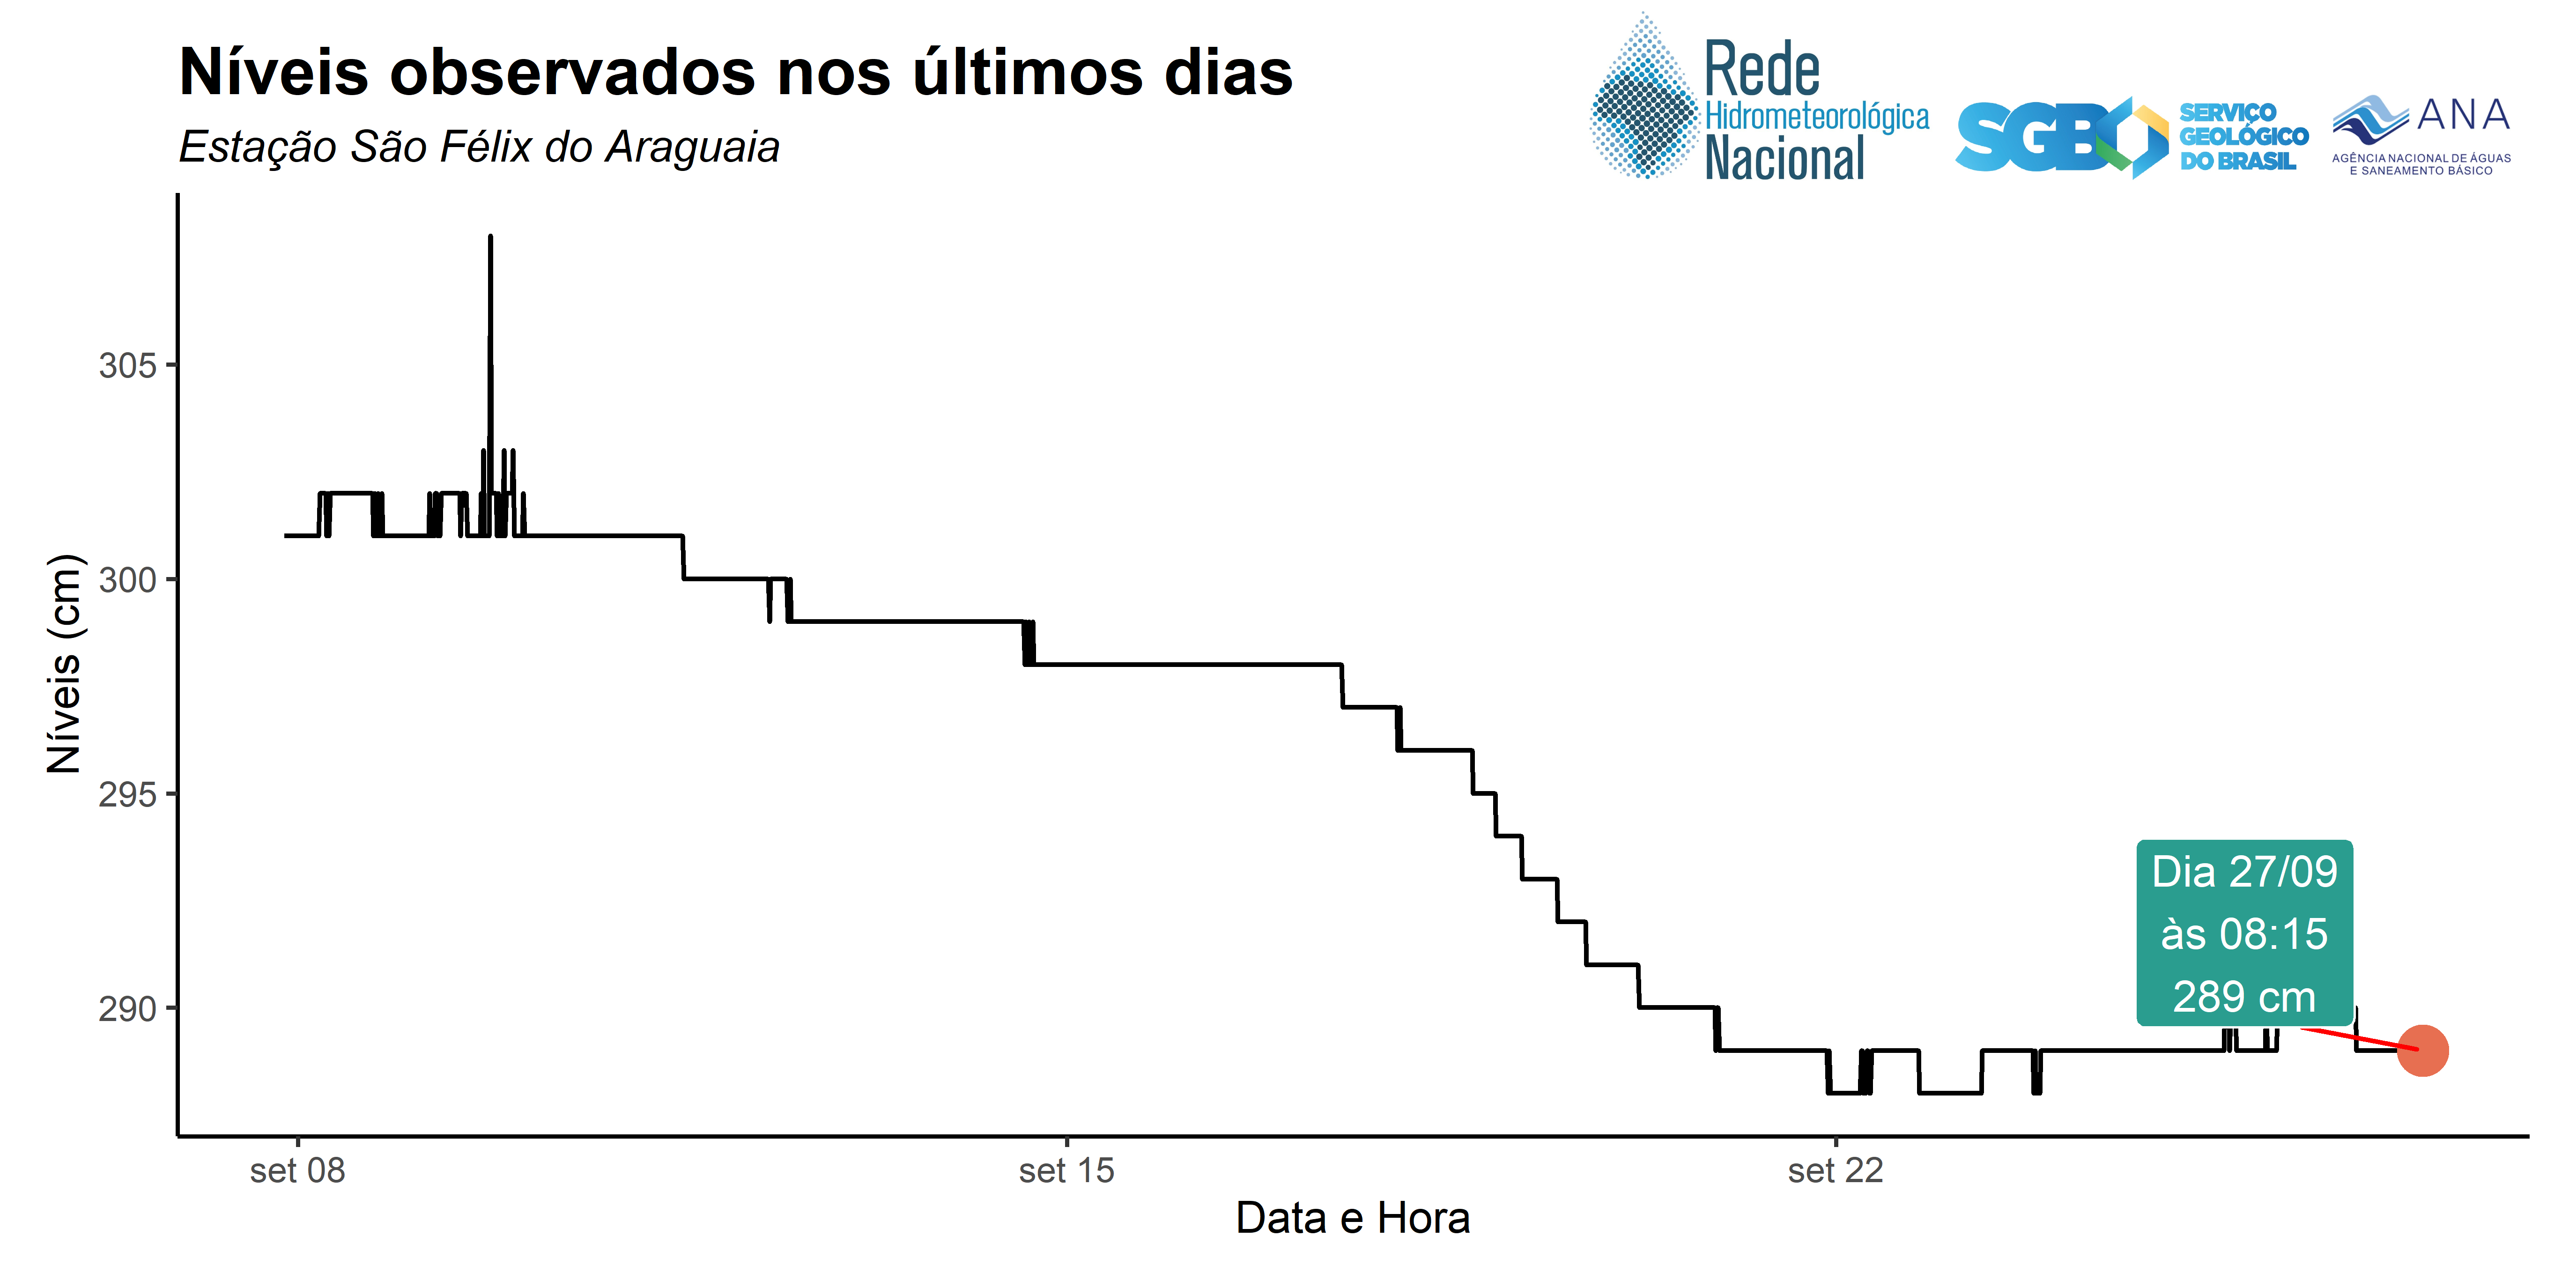 Níveis observados nos últimos dias
Estação São Félix do Araguaia
Rede
Hidrometeorológica
Nacional
SGB
SERVIÇO
GEOLÓGICO
DO BRASIL
ANA
AGÊNCIA NACIONAL DE ÁGUAS
E SANEAMENTO BÁSICO
Níveis (cm)
305
300
295
290
Dia 27/09
às 08:15
289 cm
set 08
set 15
set 22
Data e Hora